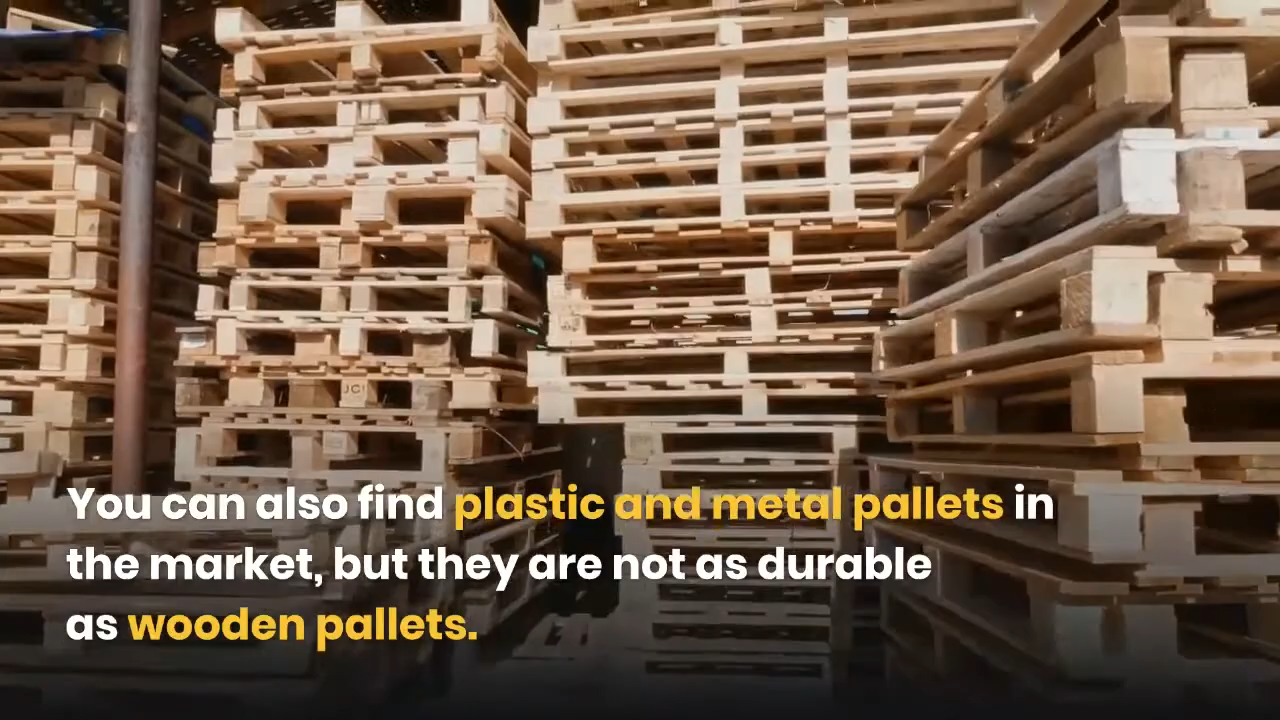 You can also find plastic and metal pallets in
the market, but they are not as durable
as wooden pallets.